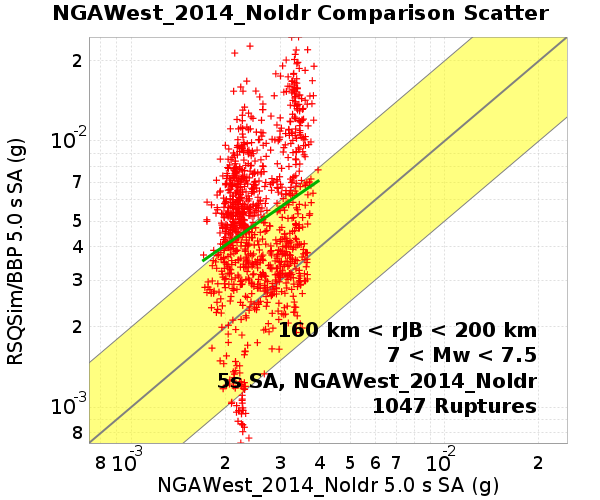 NGAWest_2014_NoIdr Comparison Scatter
RSQSim/BBP 5.0 s SA (g)
2
10-2
7
5
4
3
2
10-3
8
160 km < rJB < 200 km
7 < Mw < 7.5
5s SA, NGAWest_2014_NoIdr
1047 Ruptures
8 10-3 2 3 4 5 6 7 10-2 2
NGAWest_2014_NoIdr 5.0 s SA (g)